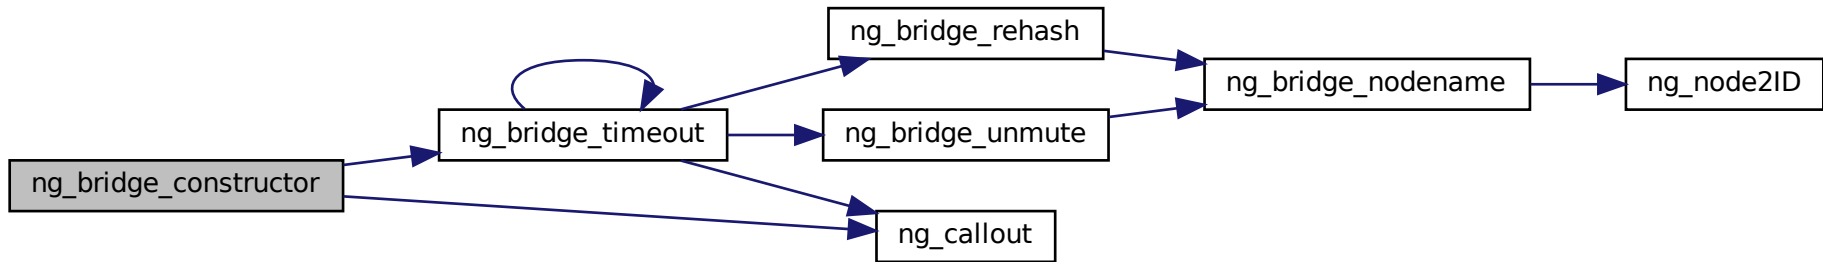 ng_bridge_constructor
ng_bridge_timeout
ng_bridge_rehash
ng_bridge_unmute
ng_callout
ng_bridge_nodename
ng_node2ID